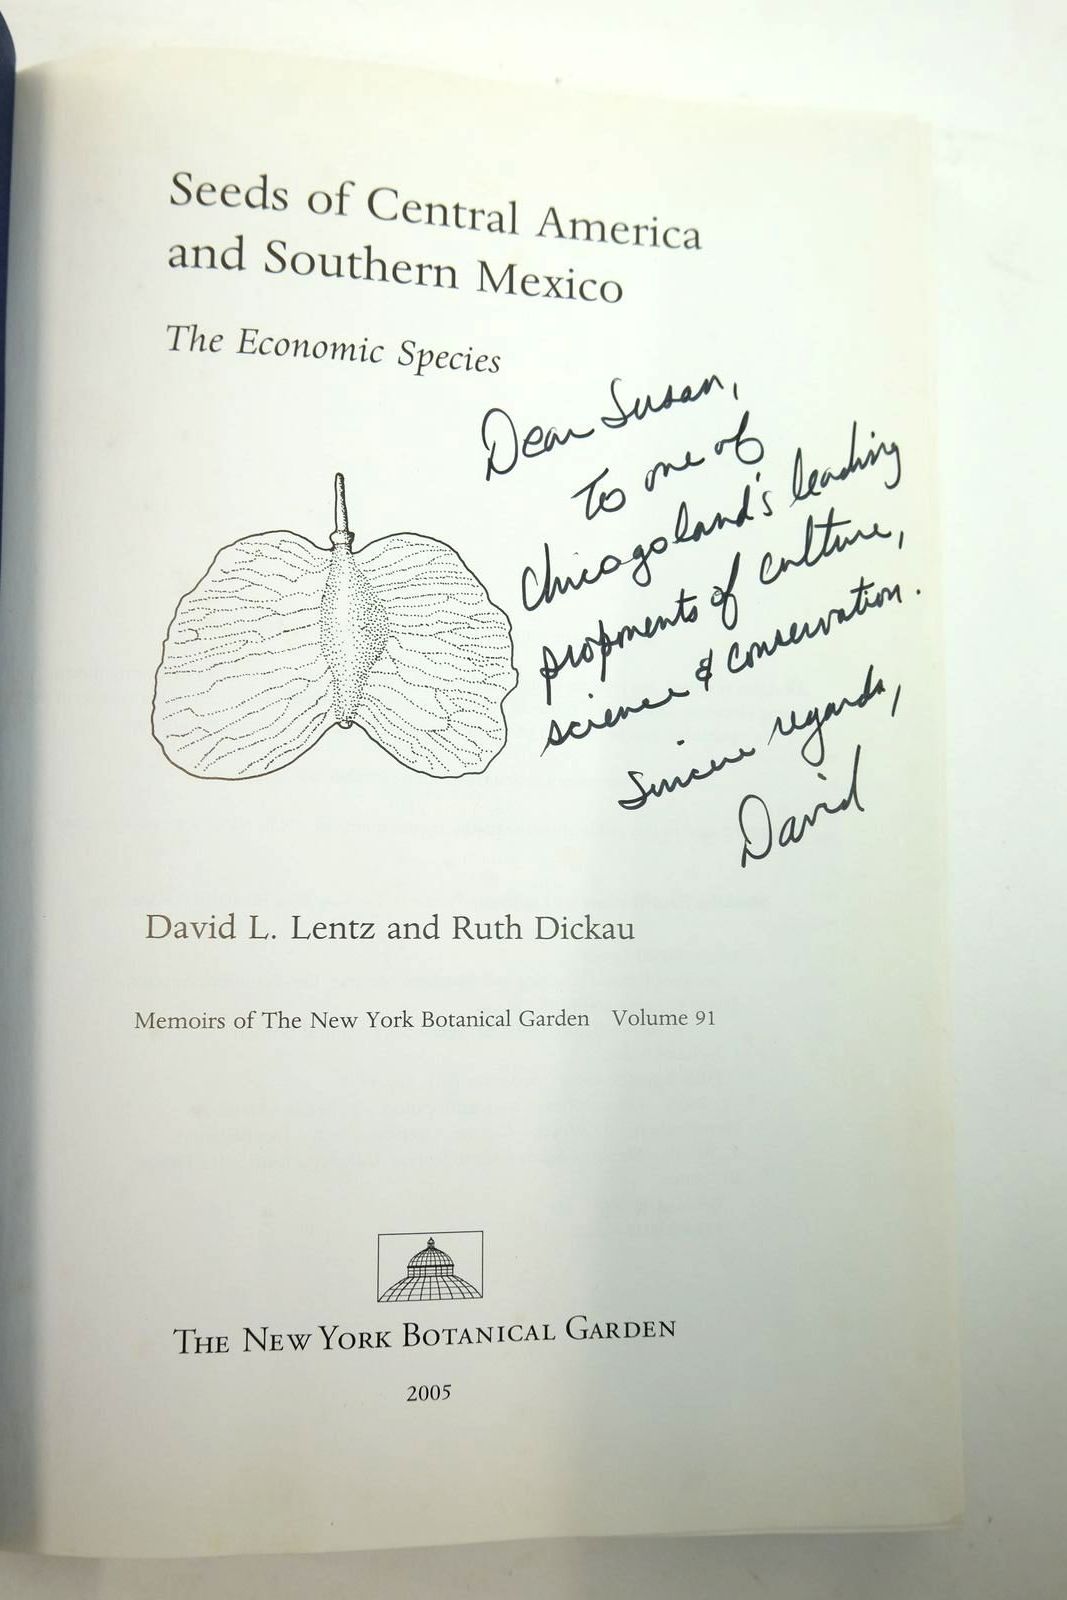 Seeds of Central America
and Southern Mexico
The Economic Species
Dear Susan,
To one of
Chicagoland's leading
proponents of culture,
science & conservation.
Sincere regards,
David
David L. Lentz and Ruth Dickau
Memoirs of The New York Botanical Garden Volume 91
The New York Botanical Garden
2005